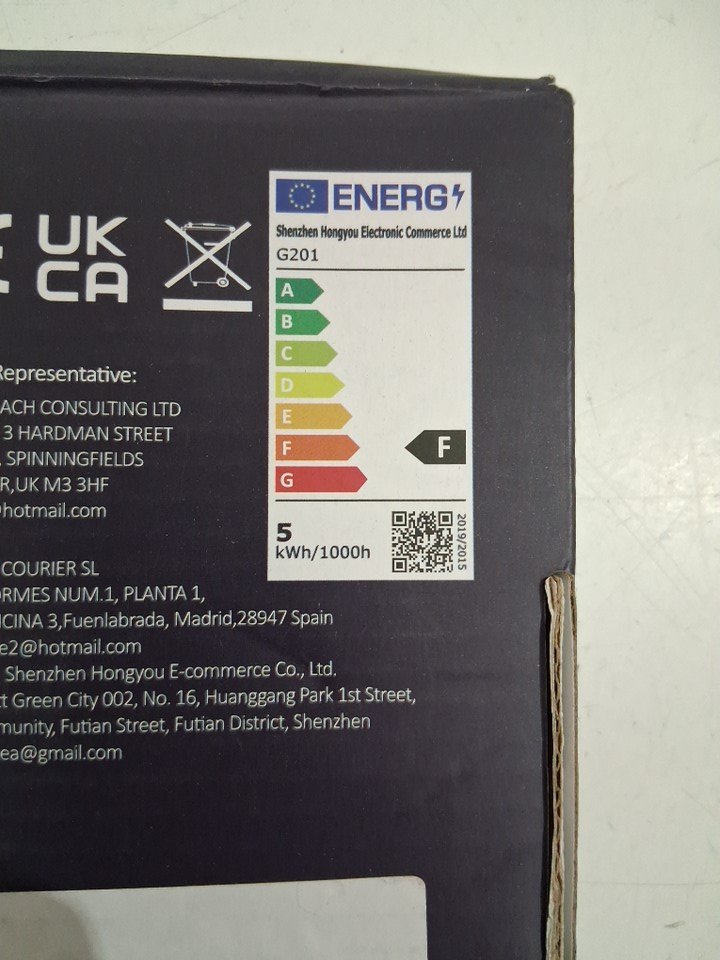 UK
CA
ENERG
Shenzhen Hongyou Electronic Commerce Ltd
G201
A
B
C
D
E
F
G
F
5
kWh/1000h
2019/2015
Representative:
ACH CONSULTING LTD
3 HARDMAN STREET
, SPINNINGFIELDS
R,UK M3 3HF
@hotmail.com
COURIER SL
ORMES NUM.1, PLANTA 1,
ICINA 3,Fuenlabrada, Madrid,28947 Spain
e2@hotmail.com
Shenzhen Hongyou E-commerce Co., Ltd.
tt Green City 002, No. 16, Huanggang Park 1st Street,
munity, Futian Street, Futian District, Shenzhen
ea@gmail.com